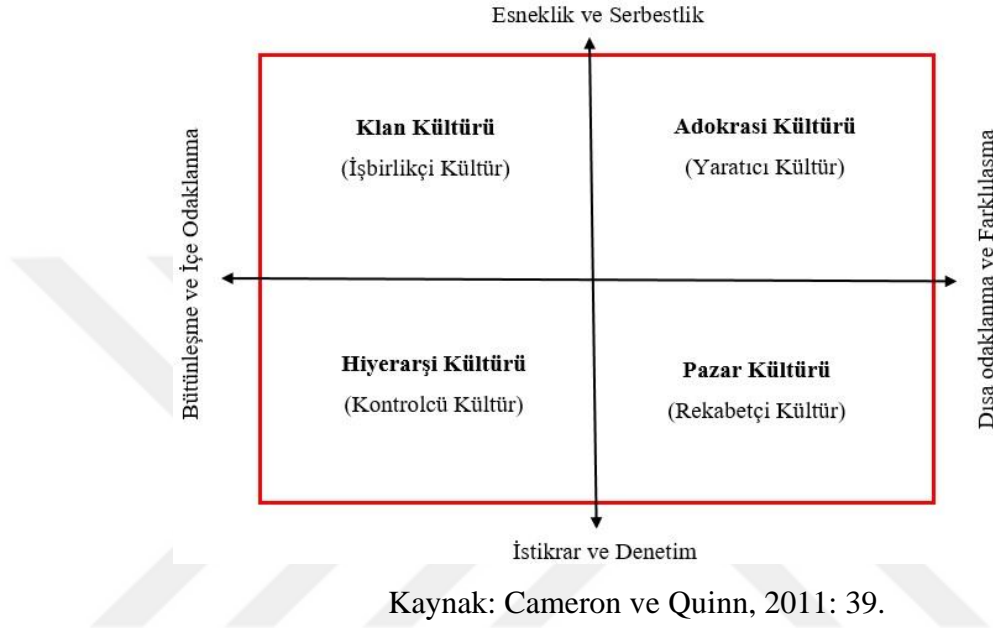 Esneklik ve Serbestlik
Bütünleşme ve İçe Odaklanma
Klan Kültürü
(İşbirlikçi Kültür)
Adokrasi Kültürü
(Yaratıcı Kültür)
Hiyerarşi Kültürü
(Kontrolcü Kültür)
Pazar Kültürü
(Rekabetçi Kültür)
Dışa odaklanma ve Farklılaşma
İstikrar ve Denetim
Kaynak: Cameron ve Quinn, 2011: 39.